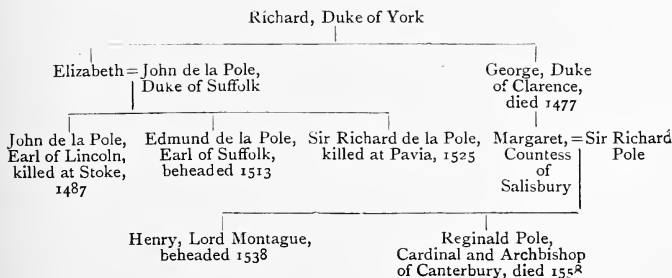 Richard, Duke of York
Elizabeth = John de la Pole,
Duke of Suffolk
George, Duke
of Clarence,
died 1477
John de la Pole,
Earl of Lincoln,
killed at Stoke,
1487
Edmund de la Pole,
Earl of Suffolk,
beheaded 1513
Sir Richard de la Pole,
killed at Pavia, 1525
Margaret, = Sir Richard
Countess
of
Salisbury
Pole
Henry, Lord Montague,
beheaded 1538
Reginald Pole,
Cardinal and Archbishop
of Canterbury, died 1558